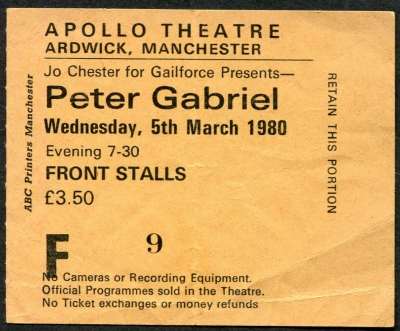 APOLLO THEATRE
ARDWICK, MANCHESTER
Jo Chester for Gailforce Presents—
Peter Gabriel
Wednesday, 5th March 1980
Evening 7-30
FRONT STALLS
£3.50
F 9
No Cameras or Recording Equipment.
Official Programmes sold in the Theatre.
No Ticket exchanges or money refunds
ABC Printers Manchester
RETAIN THIS PORTION